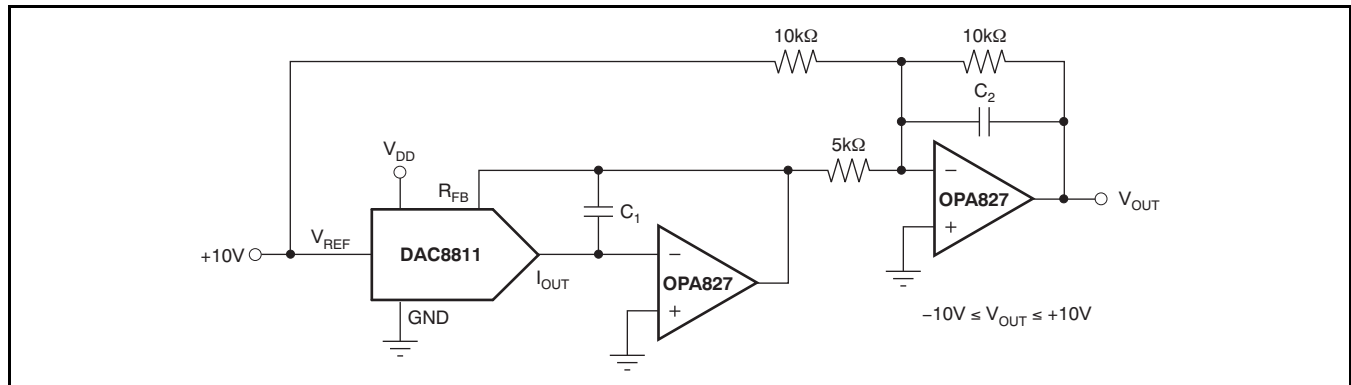 10kΩ
10kΩ
C2
VDD
5kΩ
RFB
C1
OPA827
VOUT
+10V
VREF
DAC8811
IOUT
OPA827
GND
−10V ≤ VOUT ≤ +10V